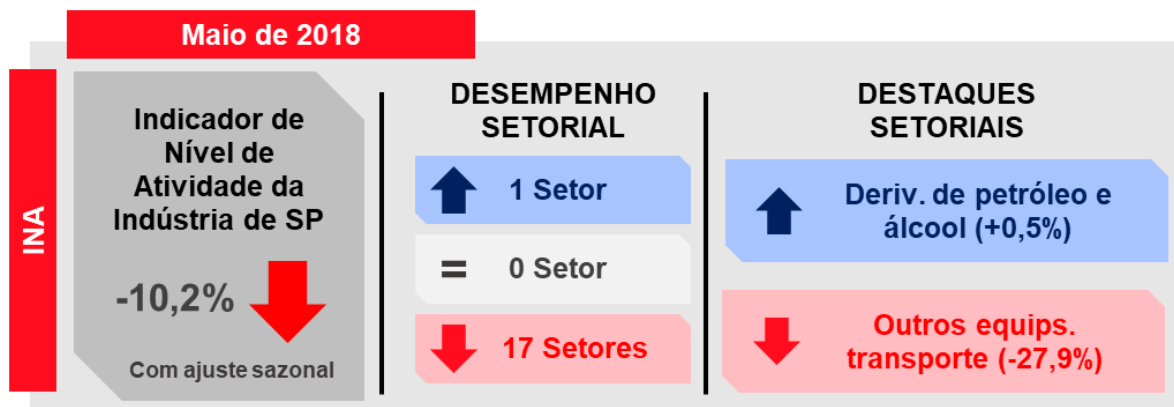 Maio de 2018
INA
Indicador de
Nível de
Atividade da
Indústria de SP
-10,2%
Com ajuste sazonal
DESEMPENHO
SETORIAL
1 Setor
= 0 Setor
17 Setores
DESTAQUES
SETORIAIS
Deriv. de petróleo e
álcool (+0,5%)
Outros equips.
transporte (-27,9%)